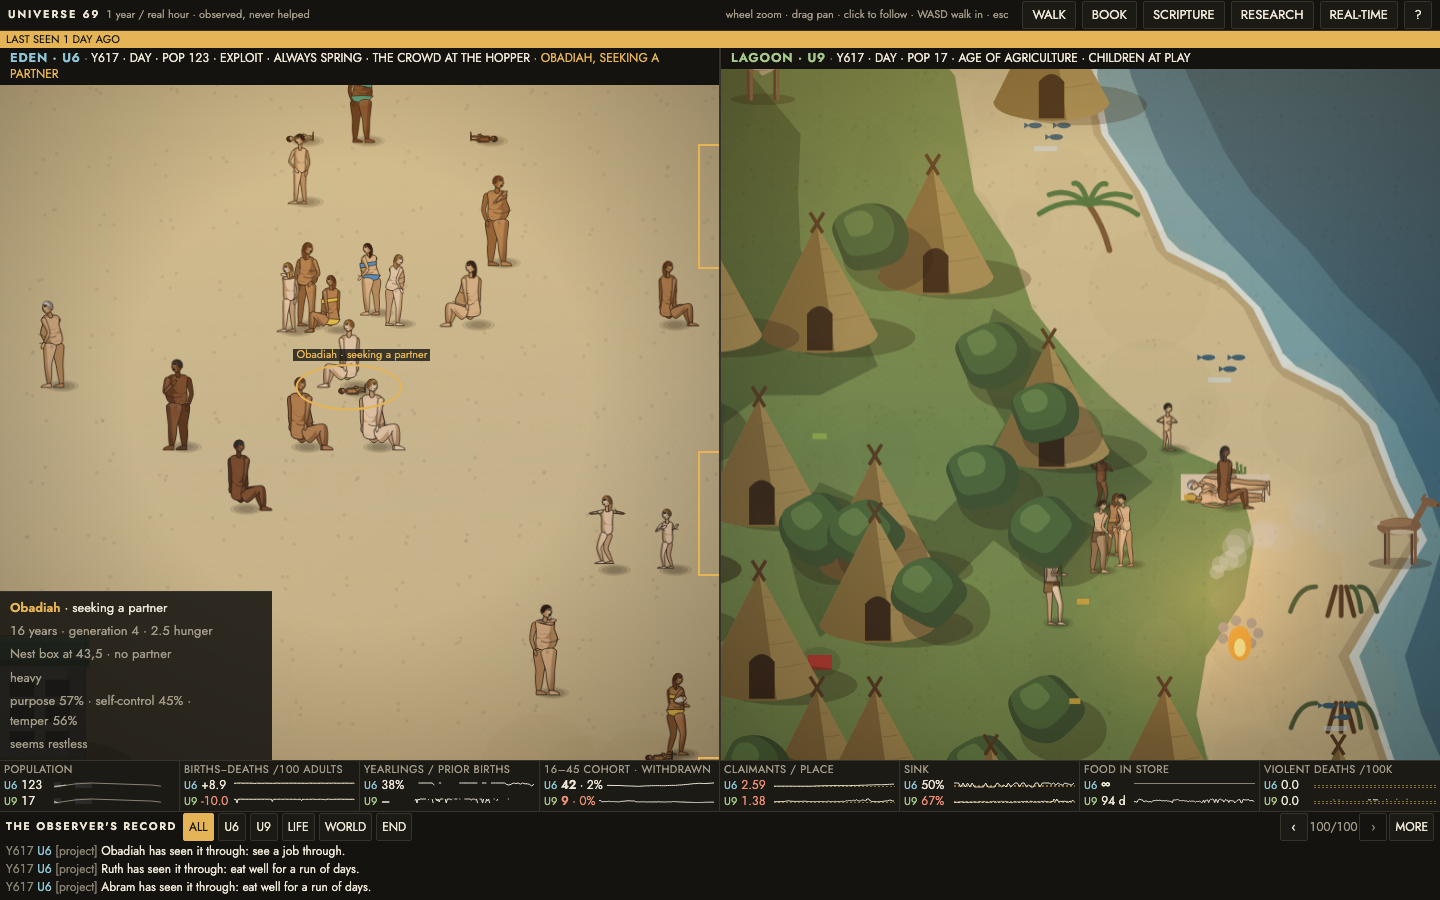 UNIVERSE 69 1 year / real hour · observed, never helped
wheel zoom · drag pan · click to follow · WASD walk in · esc
WALK
BOOK
SCRIPTURE
RESEARCH
REAL-TIME
?
LAST SEEN 1 DAY AGO
EDEN · U6 · Y617 · DAY · POP 123 · EXPLOIT · ALWAYS SPRING · THE CROWD AT THE HOPPER · OBADIAH, SEEKING A
PARTNER
LAGOON · U9 · Y617 · DAY · POP 17 · AGE OF AGRICULTURE · CHILDREN AT PLAY
Obadiah · seeking a partner
Obadiah · seeking a partner
16 years · generation 4 · 2.5 hunger
Nest box at 43,5 · no partner
heavy
purpose 57% · self-control 45% ·
temper 56%
seems restless
POPULATION
U6 123
U9 17
BIRTHS–DEATHS /100 ADULTS
U6 +8.9
U9 -10.0
YEARLINGS / PRIOR BIRTHS
U6 38%
U9 –
16–45 COHORT · WITHDRAWN
U6 42 · 2%
U9 9 · 0%
CLAIMANTS / PLACE
U6 2.59
U9 1.38
SINK
U6 50%
U9 67%
FOOD IN STORE
U6 ∞
U9 94 d
VIOLENT DEATHS /100K
U6 0.0
U9 0.0
THE OBSERVER'S RECORD
ALL
U6
U9
LIFE
WORLD
END
‹ 100/100 › MORE
Y617 U6 [project] Obadiah has seen it through: see a job through.
Y617 U6 [project] Ruth has seen it through: eat well for a run of days.
Y617 U6 [project] Abram has seen it through: eat well for a run of days.